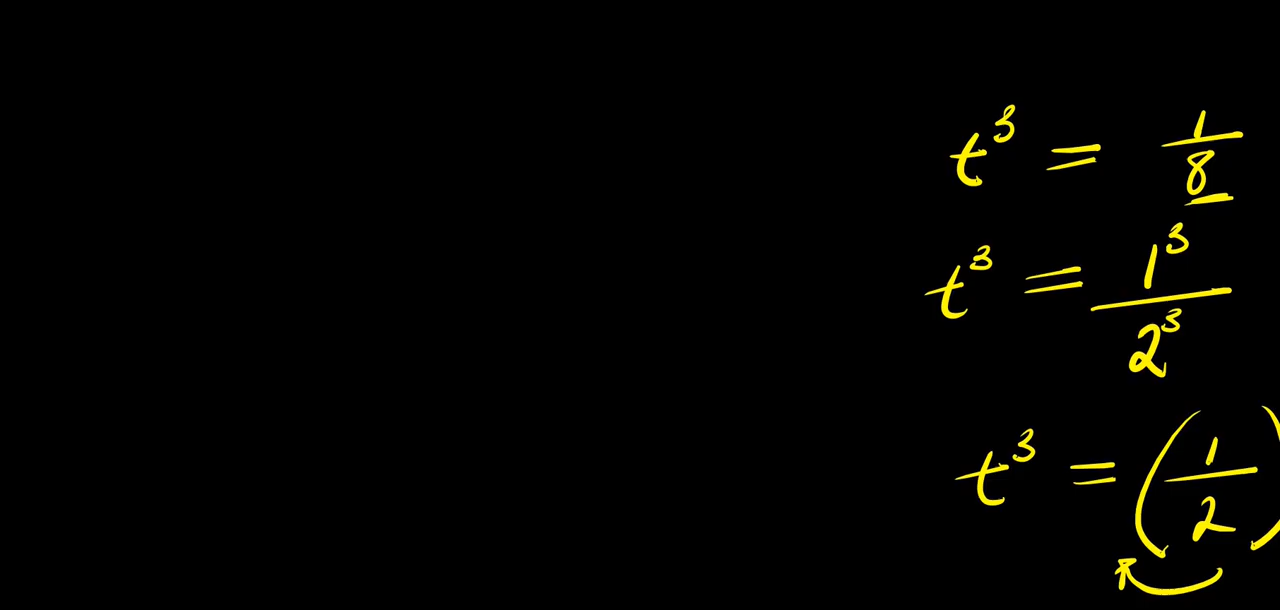 t³ = 1/8
t³ = 1³/2³
t³ = (1/2)